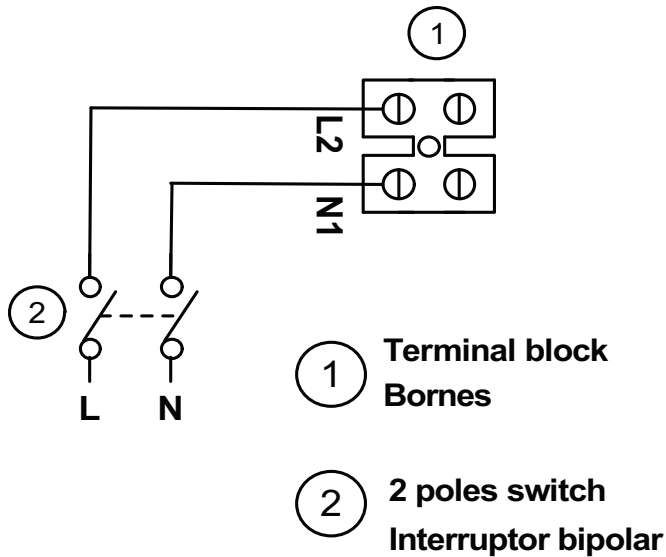 1
L2
N1
2
L N
1 Terminal block
Bornes
2 2 poles switch
Interruptor bipolar